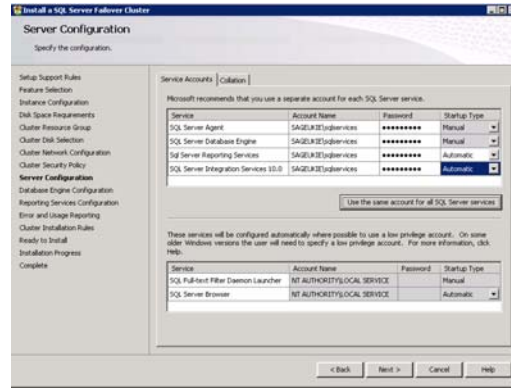 Install a SQL Server Failover Cluster
Server Configuration
Specify the configuration.
Setup Support Rules
Feature Selection
Instance Configuration
Disk Space Requirements
Cluster Resource Group
Cluster Disk Selection
Cluster Network Configuration
Cluster Security Policy
Server Configuration
Database Engine Configuration
Reporting Services Configuration
Error and Usage Reporting
Cluster Installation Rules
Ready to Install
Installation Progress
Complete
Service Accounts Collation
Microsoft recommends that you use a separate account for each SQL Server service.
Service Account Name Password Startup Type
SQL Server Agent SAGEUKIE\sqlservices ●●●●●●●●● Manual
SQL Server Database Engine SAGEUKIE\sqlservices ●●●●●●●●● Manual
Sql Server Reporting Services SAGEUKIE\sqlservices ●●●●●●●●● Automatic
SQL Server Integration Services 10.0 SAGEUKIE\sqlservices ●●●●●●●●● Automatic
Use the same account for all SQL Server services
These services will be configured automatically where possible to use a low privilege account. On some
older Windows versions the user will need to specify a low privilege account. For more information, click
Help.
Service Account Name Password Startup Type
SQL Full-text Filter Daemon Launcher NT AUTHORITY\LOCAL SERVICE Manual
SQL Server Browser NT AUTHORITY\LOCAL SERVICE Automatic
< Back Next > Cancel Help